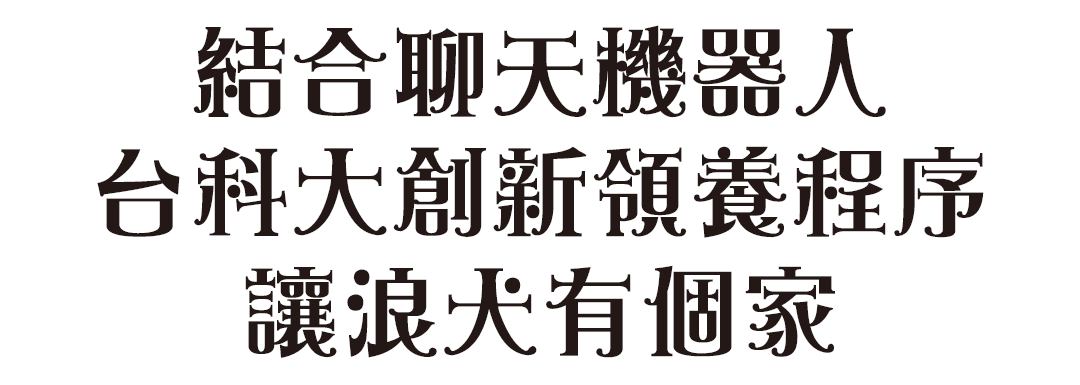 結合聊天機器人
台科大創新領養程序
讓浪犬有個家